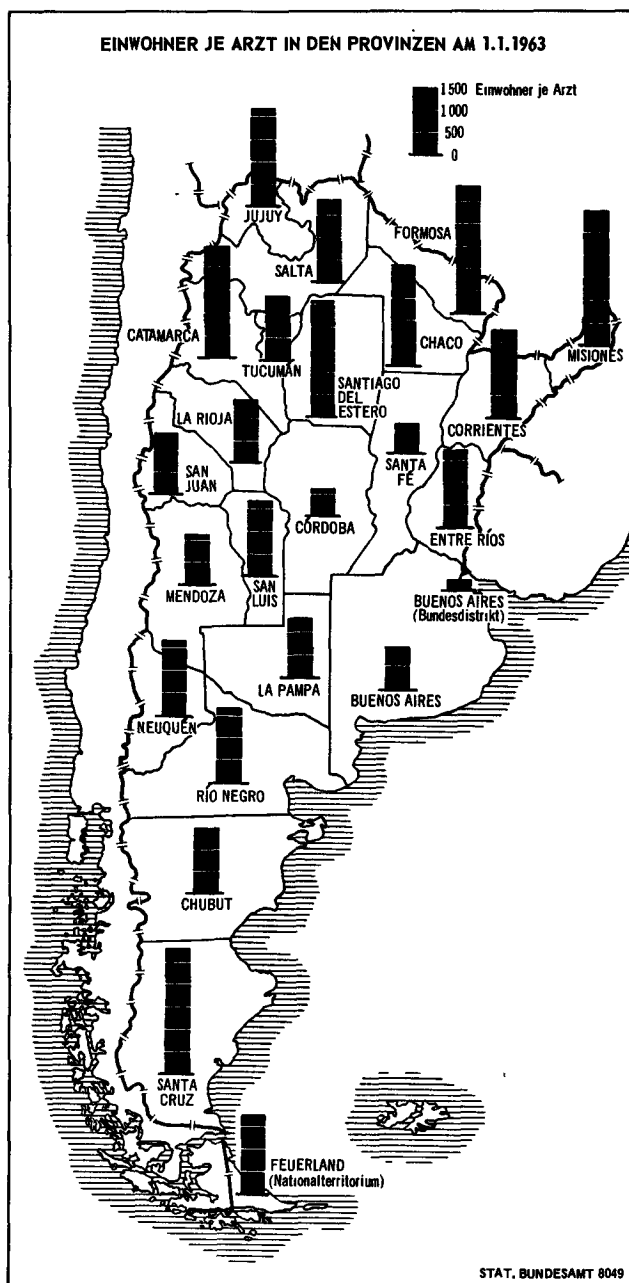 EINWOHNER JE ARZT IN DEN PROVINZEN AM 1.1.1963
1500 Einwohner je Arzt
1000
500
0
JUJUY
FORMOSA
SALTA
CATAMARCA
TUCUMÁN
CHACO
MISIONES
SANTIAGO
DEL
ESTERO
LA RIOJA
CORRIENTES
SANTA
FÉ
SAN
JUAN
CÓRDOBA
ENTRE RÍOS
MENDOZA
SAN
LUIS
BUENOS AIRES
(Bundesdistrikt)
LA PAMPA
BUENOS AIRES
NEUQUÉN
RÍO NEGRO
CHUBUT
SANTA
CRUZ
FEUERLAND
(Nationalterritorium)
STAT. BUNDESAMT 8049